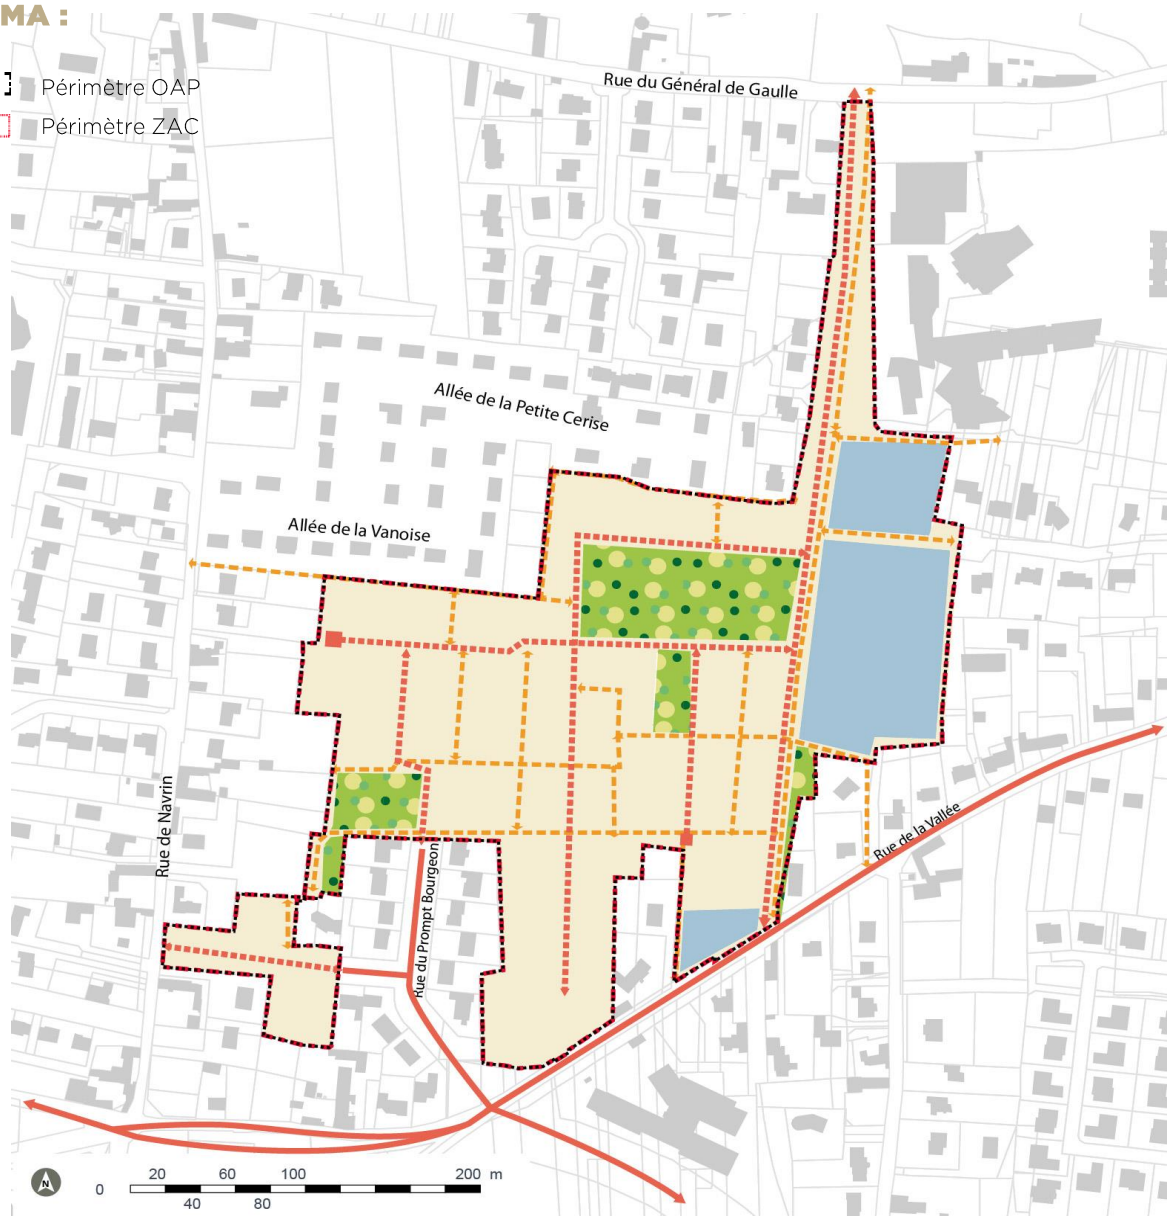 MA :
Périmètre OAP
Périmètre ZAC
Rue du Général de Gaulle
Allée de la Petite Cerise
Allée de la Vanoise
Rue de Navrin
Rue du Prompt Bourgeon
Rue de la Vallée
N
0 20 60 100 200 m
40 80